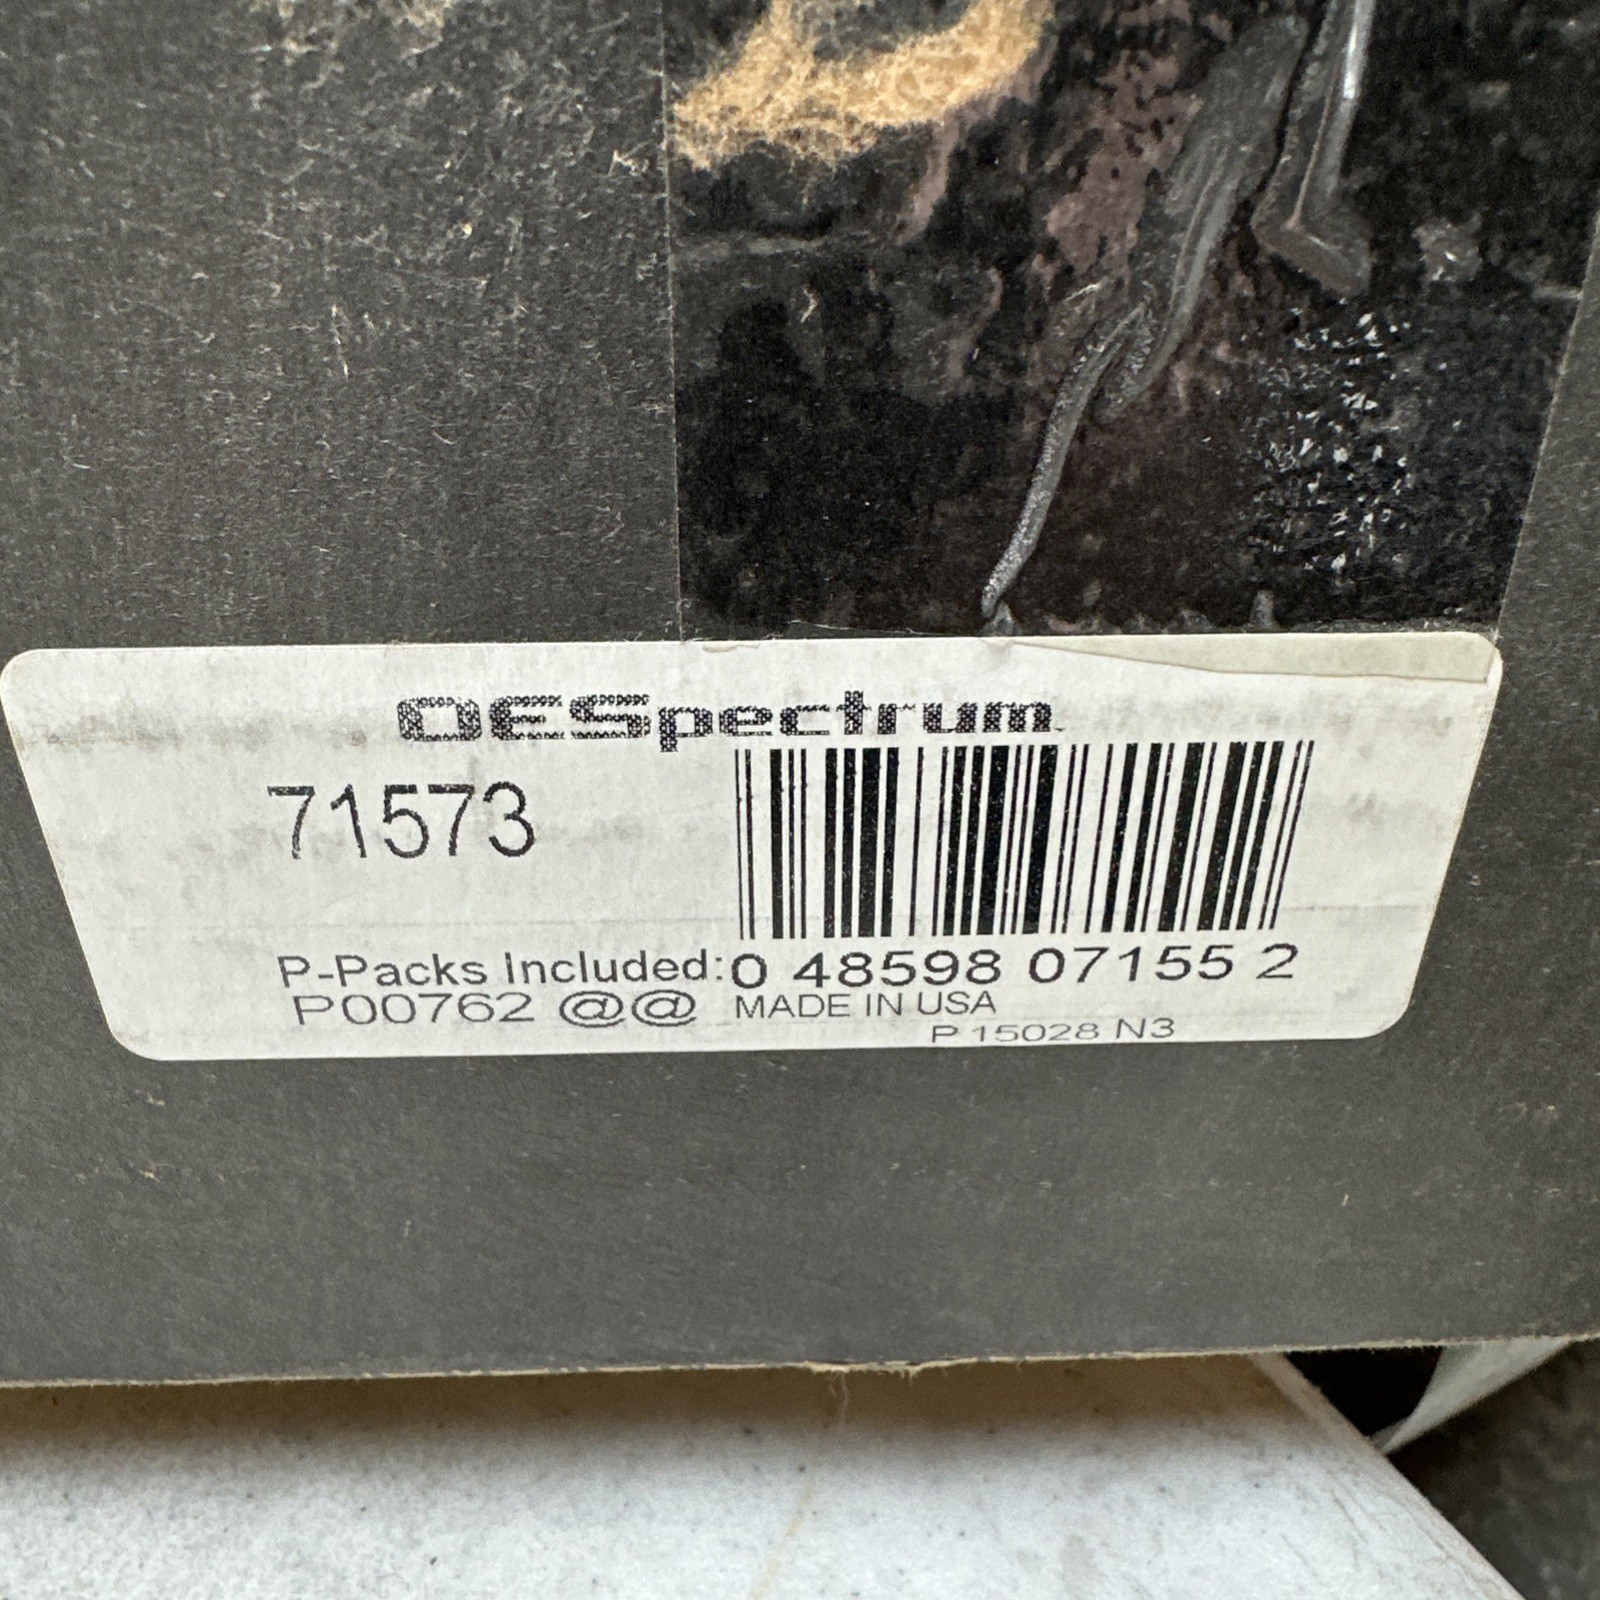 OESpectrum
71573
P-Packs Included:
0 48598 07155 2
P00762 @@
MADE IN USA
P 15028 N3